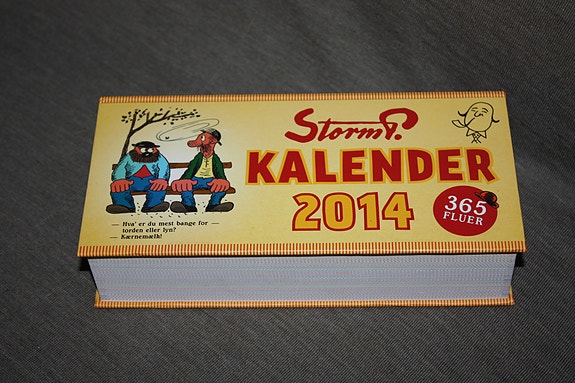 Storm P.
KALENDER
2014
365
FLUER
— Hva' er du mest bange for —
torden eller lyn?
— Kærnemælk!